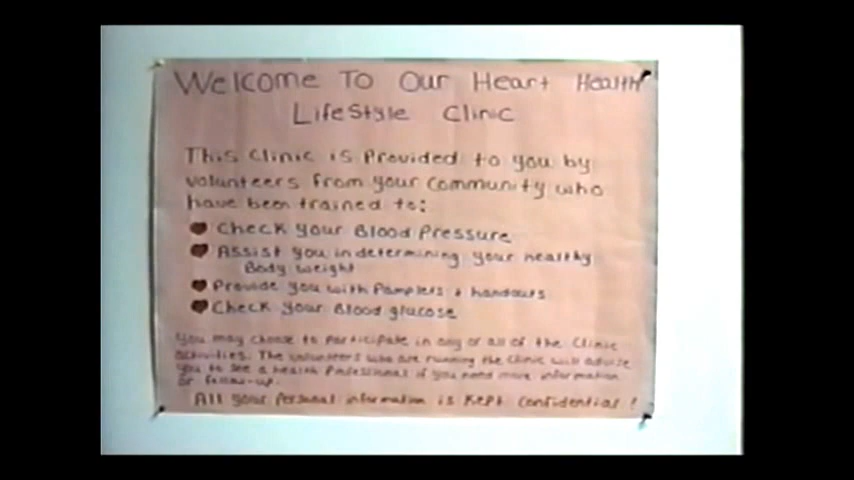 Welcome To Our Heart Health
LifeStyle Clinic
This Clinic is Provided to you by
volunteers from your community who
have been trained to:
Check your Blood Pressure
Assist you in determining your healthy
Body weight
Provide you with Pamplets + handouts
Check your Blood glucose
You may choose to participate in any or all of the Clinic
activities. The volunteers who are running the Clinic will advise
you to see a health Professional if you need more information
or follow-up.
All your Personal information is Kept Confidential!